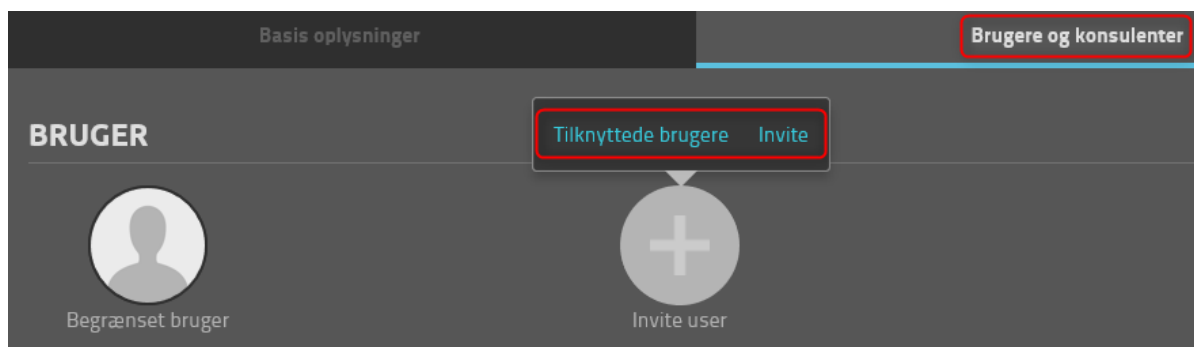 Basis oplysninger
Brugere og konsulenter
BRUGER
Tilknyttede brugere Invite
Begrænset bruger
Invite user